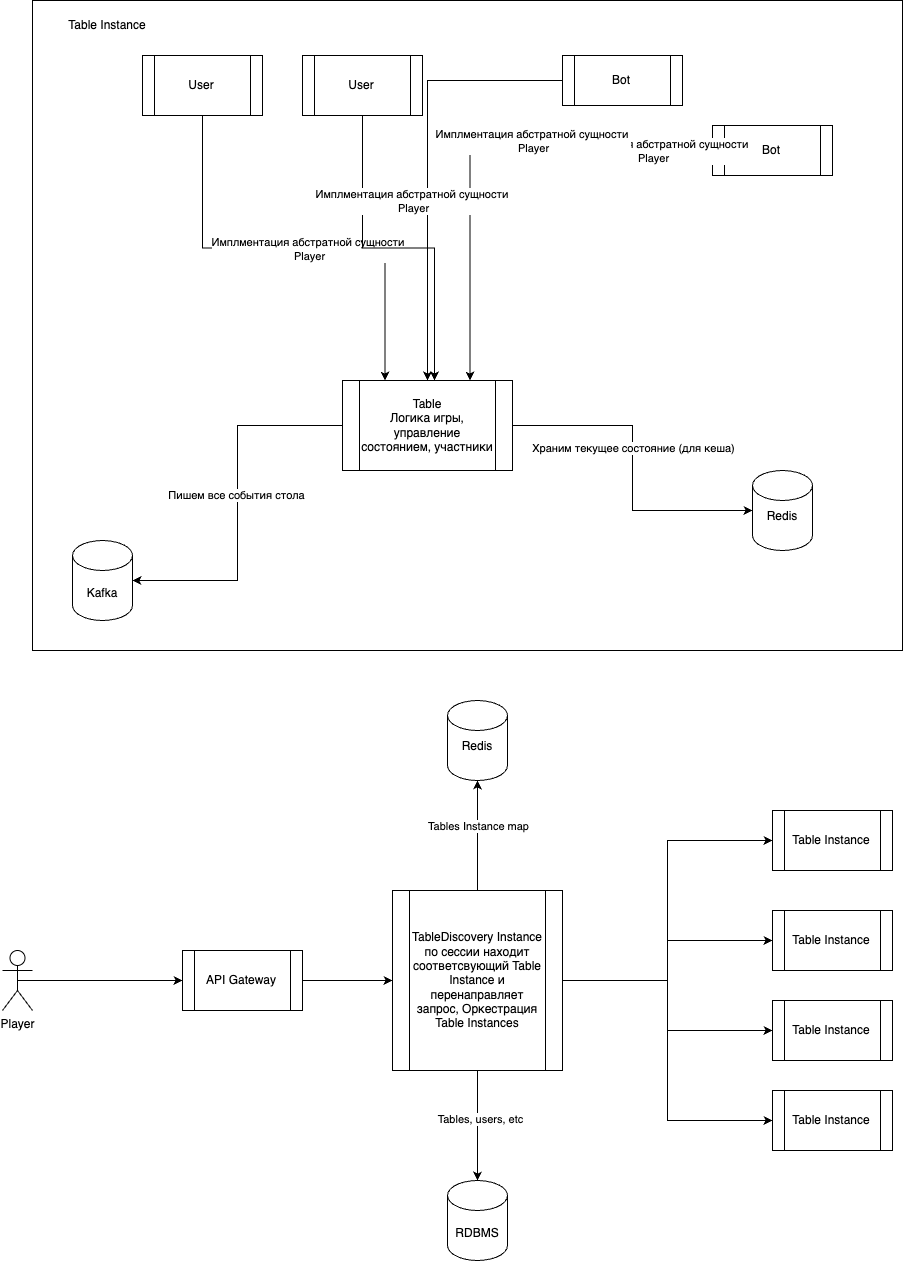 Table Instance
User
User
Bot
Имплментация абстратной сущности
Player
абстратной сущности
Player
Bot
Имплментация абстратной сущности
Player
Имплментация абстратной сущности
Player
Table
Логика игры,
управление
состоянием, участники
Храним текущее состояние (для кеша)
Пишем все события стола
Redis
Kafka
Redis
Tables Instance map
Table Instance
TableDiscovery Instance
по сессии находит
соответсвующий Table
Instance и
перенаправляет
запрос, Оркестрация
Table Instances
Table Instance
API Gateway
Player
Table Instance
Tables, users, etc
Table Instance
RDBMS